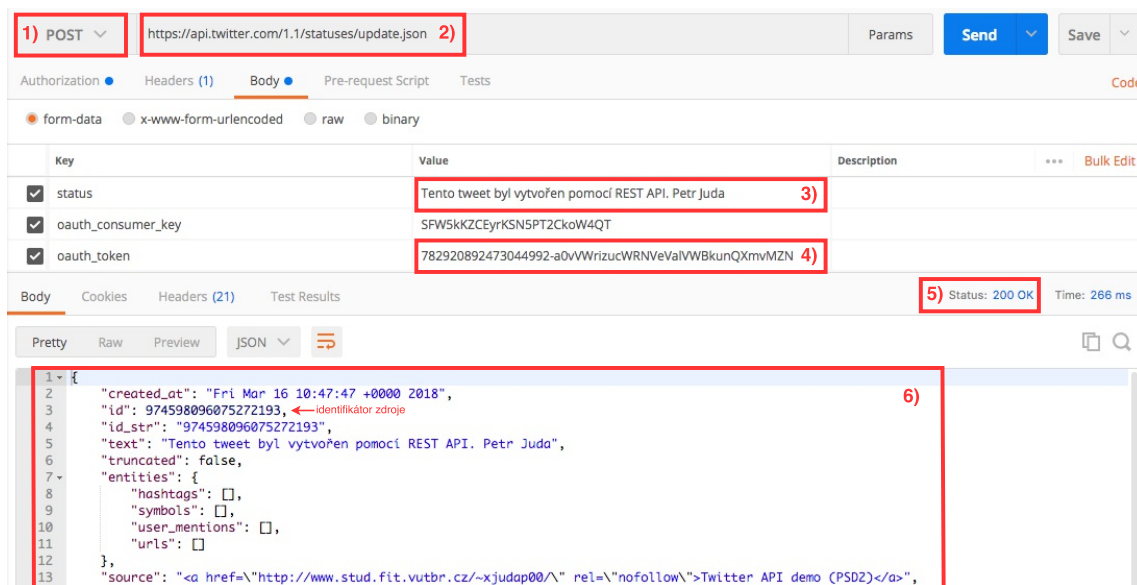 1) POST https://api.twitter.com/1.1/statuses/update.json 2) Params Send Save
Authorization Headers (1) Body Pre-request Script Tests Code
form-data x-www-form-urlencoded raw binary
Key Value Description ••• Bulk Edit
status Tento tweet byl vytvořen pomocí REST API. Petr Juda 3)
oauth_consumer_key SFW5kKZCEyrKSN5PT2CkoW4QT
oauth_token 782920892473044992-a0vVWrizucWRNVeValVWBkunQXmvMZN 4)
Body Cookies Headers (21) Test Results 5) Status: 200 OK Time: 266 ms
Pretty Raw Preview JSON
1 {
2 "created_at": "Fri Mar 16 10:47:47 +0000 2018", 6)
3 "id": 974598096075272193, identifikátor zdroje
4 "id_str": "974598096075272193",
5 "text": "Tento tweet byl vytvořen pomocí REST API. Petr Juda",
6 "truncated": false,
7 "entities": {
8 "hashtags": [],
9 "symbols": [],
10 "user_mentions": [],
11 "urls": []
12 },
13 "source": "<a href=\"http://www.stud.fit.vutbr.cz/~xjudap00/\" rel=\"nofollow\">Twitter API demo (PSD2)</a>",